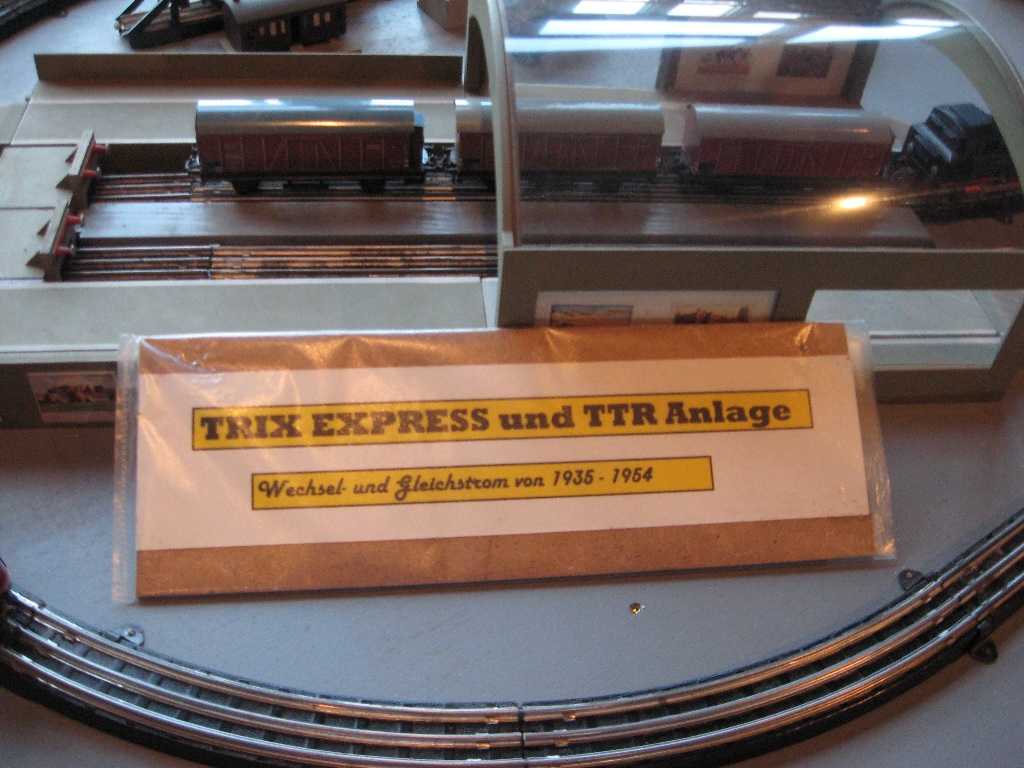 TRIX EXPRESS und TTR Anlage
Wechsel- und Gleichstrom von 1935 - 1954